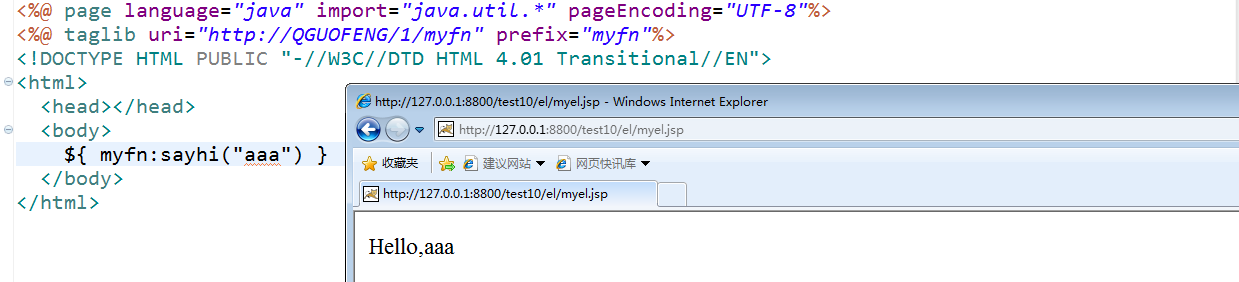 <%@ page language="java" import="java.util.*" pageEncoding="UTF-8"%>
<%@ taglib uri="http://QGUOFENG/1/myfn" prefix="myfn"%>
<!DOCTYPE HTML PUBLIC "-//W3C//DTD HTML 4.01 Transitional//EN">
<html>
<head></head>
<body>
${ myfn:sayhi("aaa") }
</body>
</html>
http://127.0.0.1:8800/test10/el/myel.jsp - Windows Internet Explorer
http://127.0.0.1:8800/test10/el/myel.jsp
收藏夹 建议网站 网页快讯库
http://127.0.0.1:8800/test10/el/myel.jsp
Hello,aaa